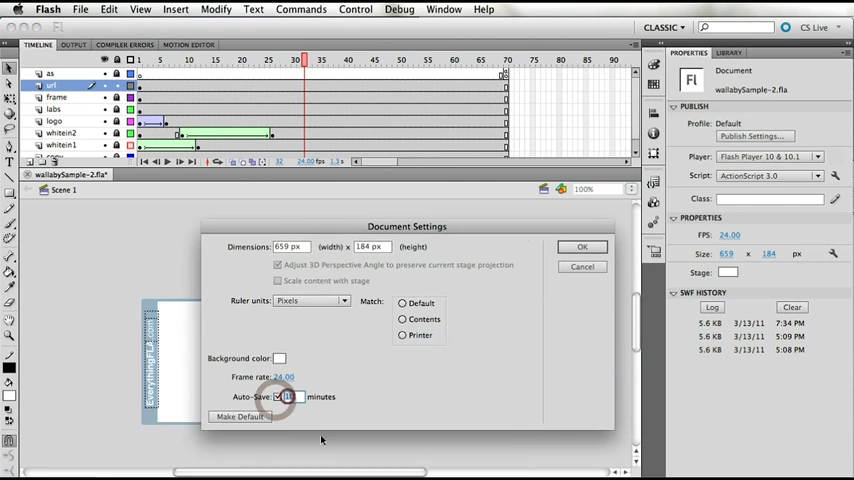 Flash File Edit View Insert Modify Text Commands Control Debug Window Help
CLASSIC CS Live
TIMELINE OUTPUT COMPILER ERRORS MOTION EDITOR
1 5 10 15 20 25 30 35 40 45 50 55 60 65 70 75 80 85 90
as
url
frame
labs
logo
whitein2
whitein1
32 24.00 fps 1.3 s
wallabySample-2.fla*
Scene 1
100%
EverythingFLA.com
Document Settings
Dimensions: 659 px (width) x 184 px (height)
Adjust 3D Perspective Angle to preserve current stage projection
Scale content with stage
Ruler units: Pixels
Match: Default
Contents
Printer
Background color:
Frame rate: 24.00
Auto-Save: 10 minutes
Make Default
OK
Cancel
PROPERTIES LIBRARY
Fl
Document
wallabySample-2.fla
PUBLISH
Profile: Default
Publish Settings...
Player: Flash Player 10 & 10.1
Script: ActionScript 3.0
Class:
PROPERTIES
FPS: 24.00
Size: 659 x 184 px
Stage:
SWF HISTORY
Log Clear
5.6 KB 3/13/11 7:34 PM
5.6 KB 3/13/11 5:09 PM
5.6 KB 3/13/11 5:08 PM